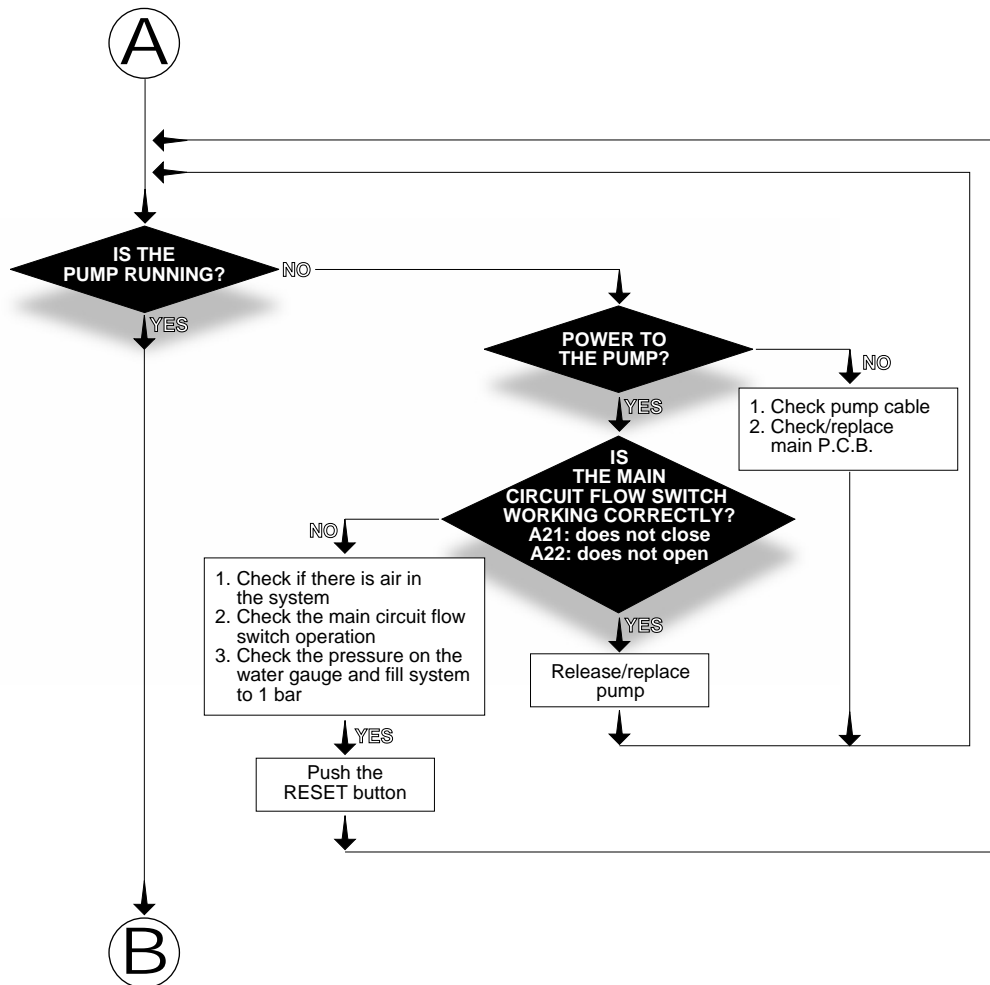 A
IS THE
PUMP RUNNING?
NO
YES
POWER TO
THE PUMP?
NO
YES
1. Check pump cable
2. Check/replace
main P.C.B.
IS
THE MAIN
CIRCUIT FLOW SWITCH
WORKING CORRECTLY?
A21: does not close
A22: does not open
NO
1. Check if there is air in
the system
2. Check the main circuit flow
switch operation
3. Check the pressure on the
water gauge and fill system
to 1 bar
YES
Release/replace
pump
YES
Push the
RESET button
B